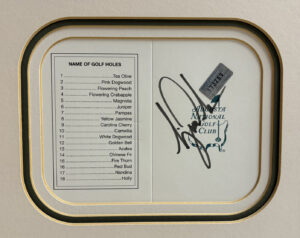 NAME OF GOLF HOLES
1 Tea Olive
2 Pink Dogwood
3 Flowering Peach
4 Flowering Crabapple
5 Magnolia
6 Juniper
7 Pampas
8 Yellow Jasmine
9 Carolina Cherry
10 Camellia
11 White Dogwood
12 Golden Bell
13 Azalea
14 Chinese Fir
15 Fire Thorn
16 Red Bud
17 Nandina
18 Holly
AUGUSTA
NATIONAL
GOLF
CLUB